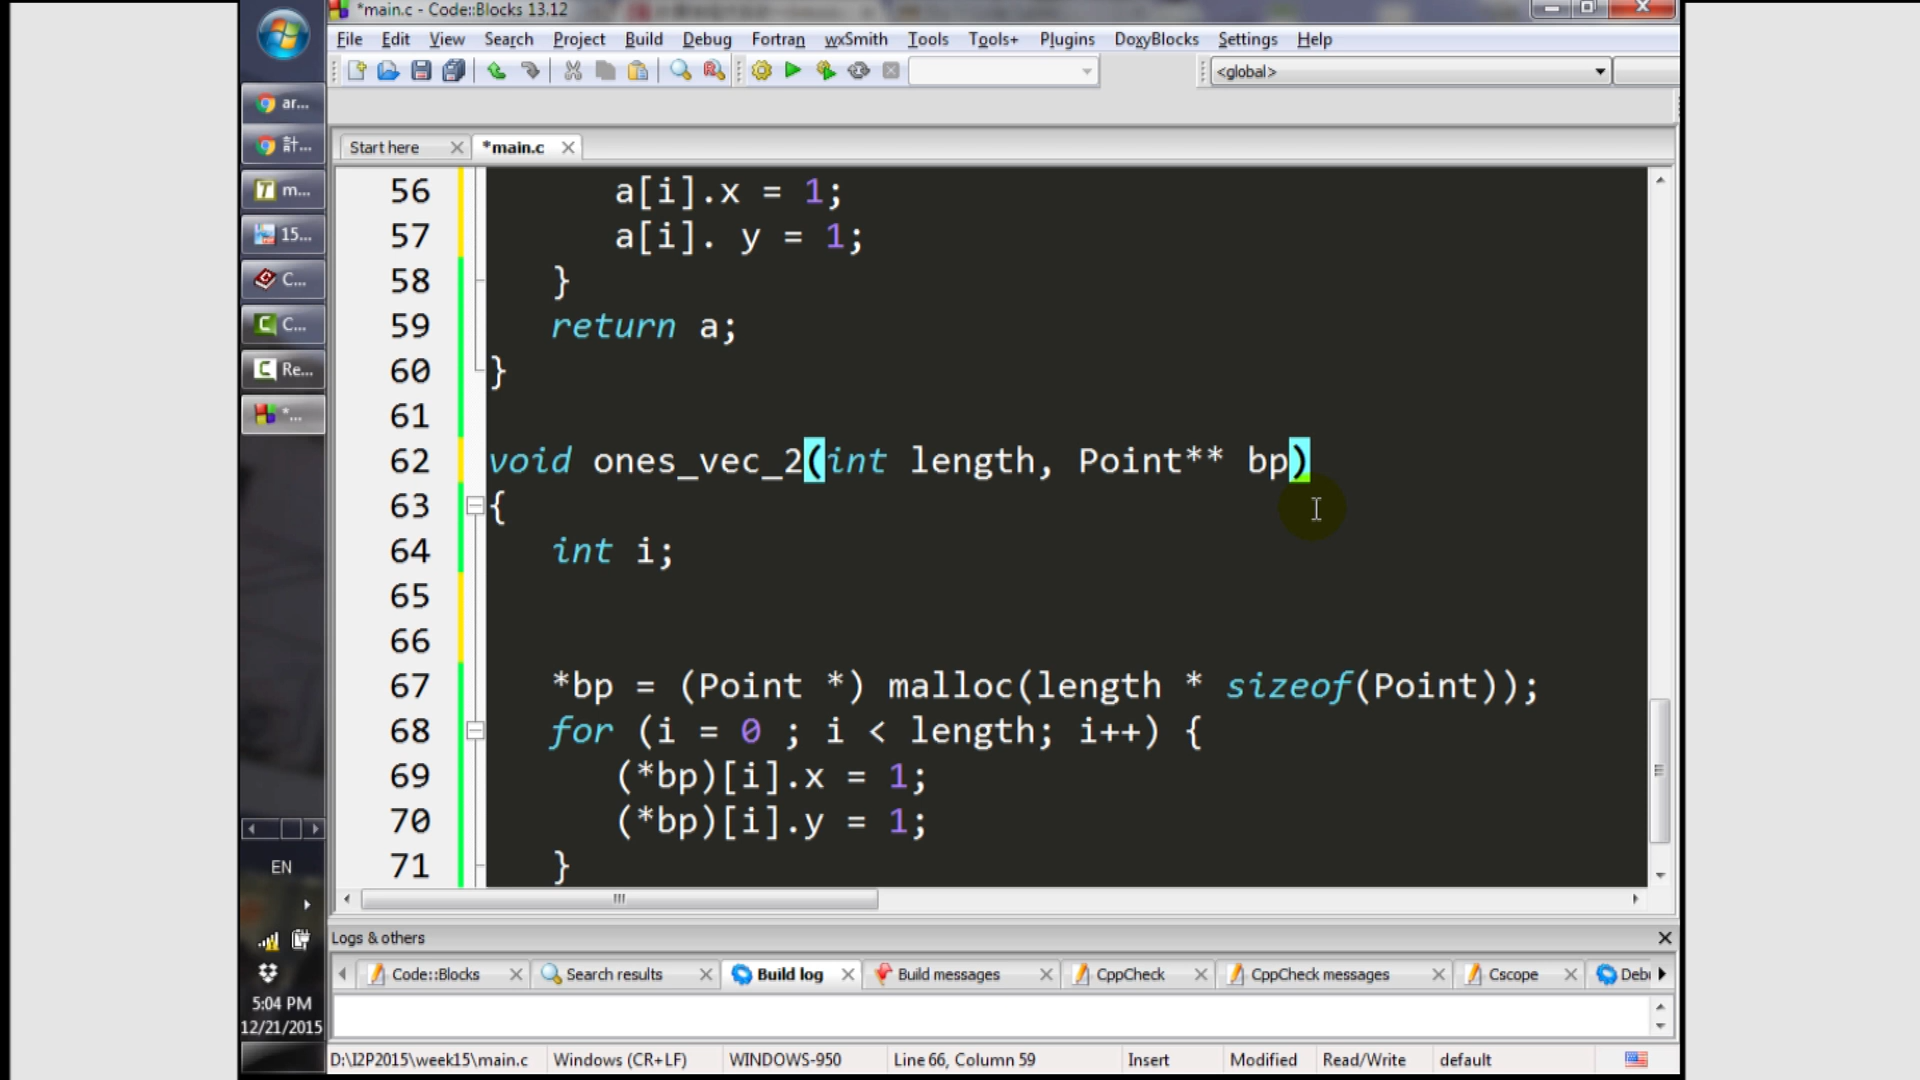 *main.c - Code::Blocks 13.12
File Edit View Search Project Build Debug Fortran wxSmith Tools Tools+ Plugins DoxyBlocks Settings Help
<global>
ar...
計...
m...
15...
C...
C...
Re...
*...
EN
5:04 PM
12/21/2015
Start here *main.c
56 a[i].x = 1;
57 a[i]. y = 1;
58 }
59 return a;
60 }
61
62 void ones_vec_2(int length, Point** bp)
63 {
64 int i;
65
66
67 *bp = (Point *) malloc(length * sizeof(Point));
68 for (i = 0 ; i < length; i++) {
69 (*bp)[i].x = 1;
70 (*bp)[i].y = 1;
71 }
Logs & others
Code::Blocks Search results Build log Build messages CppCheck CppCheck messages Cscope Debu
D:\I2P2015\week15\main.c Windows (CR+LF) WINDOWS-950 Line 66, Column 59 Insert Modified Read/Write default